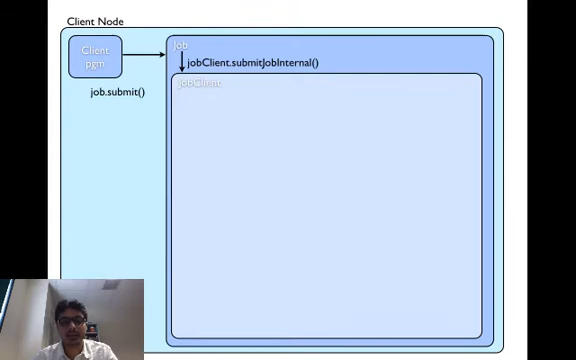 Client Node
Client
pgm
Job
jobClient.submitJobInternal()
JobClient
job.submit()